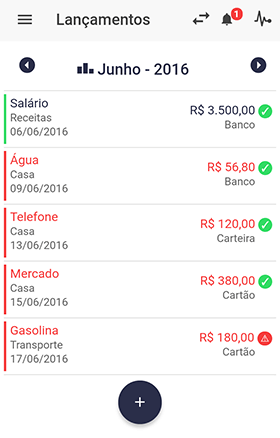 Lançamentos
1
Junho - 2016
Salário
R$ 3.500,00
Receitas
Banco
06/06/2016
Água
R$ 56,80
Casa
Banco
09/06/2016
Telefone
R$ 120,00
Casa
Carteira
13/06/2016
Mercado
R$ 380,00
Casa
Cartão
15/06/2016
Gasolina
R$ 180,00
Transporte
Cartão
17/06/2016